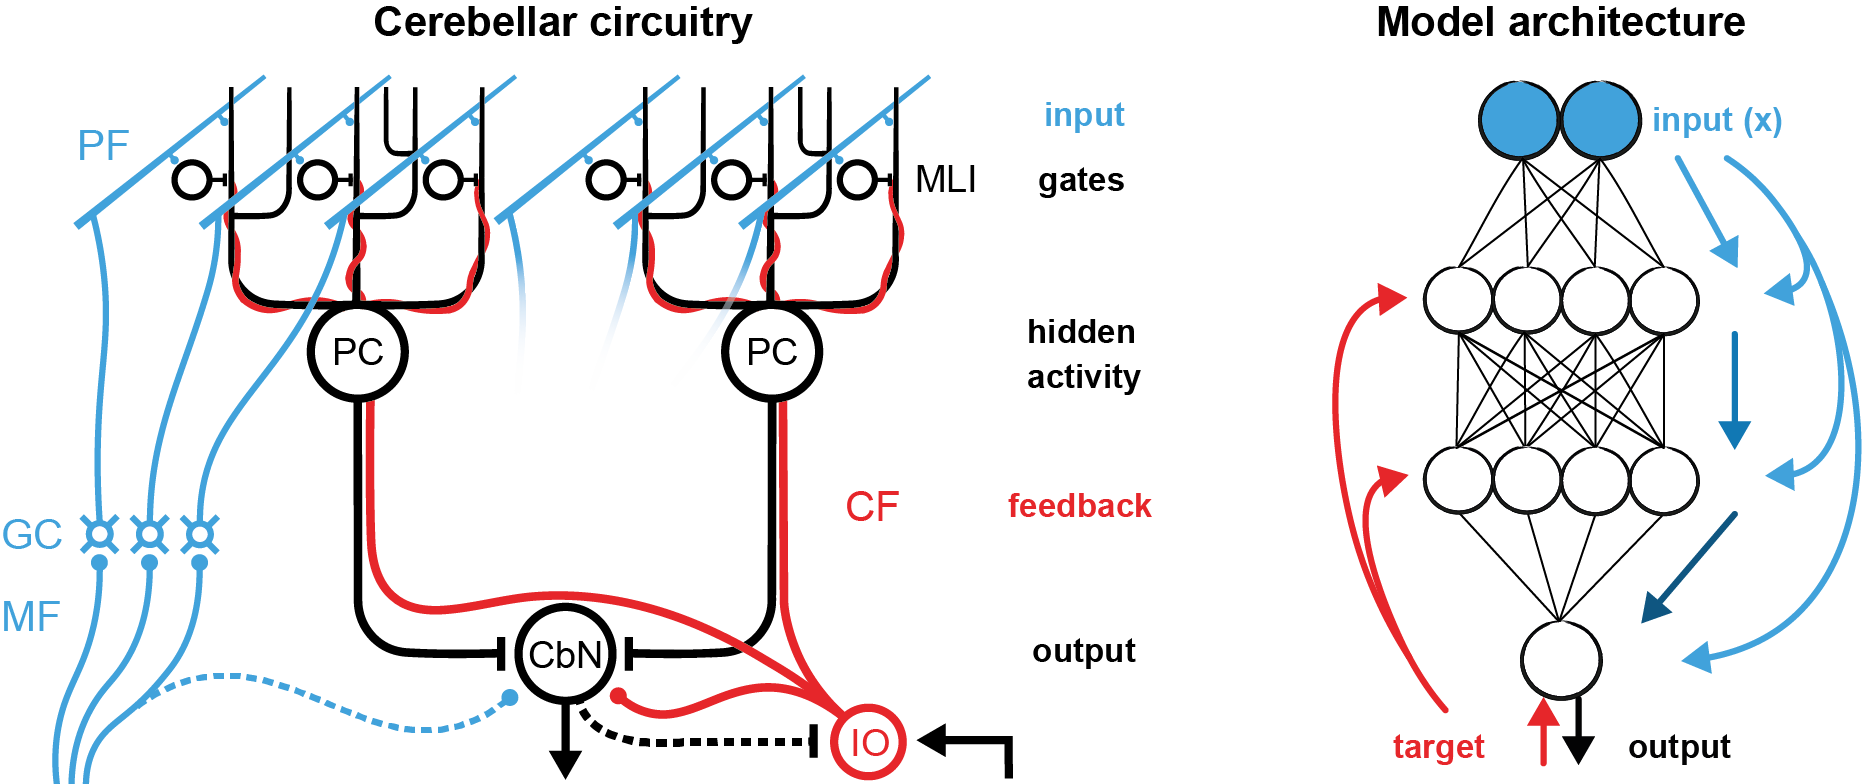 Cerebellar circuitry
Model architecture
PF
input
input (x)
MLI
gates
PC
PC
hidden
activity
GC
CF
feedback
MF
CbN
output
IO
target
output